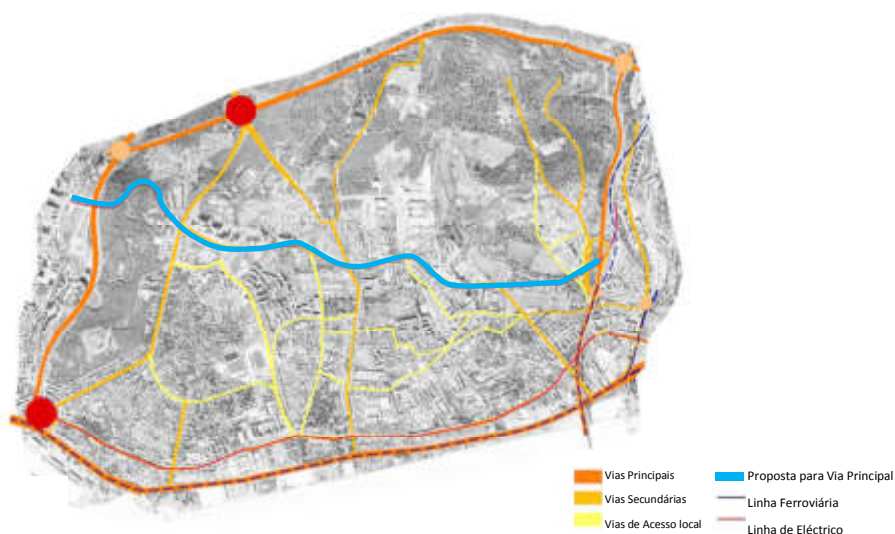 Vias Principais
Vias Secundárias
Vias de Acesso local
Proposta para Via Principal
Linha Ferroviária
Linha de Eléctrico